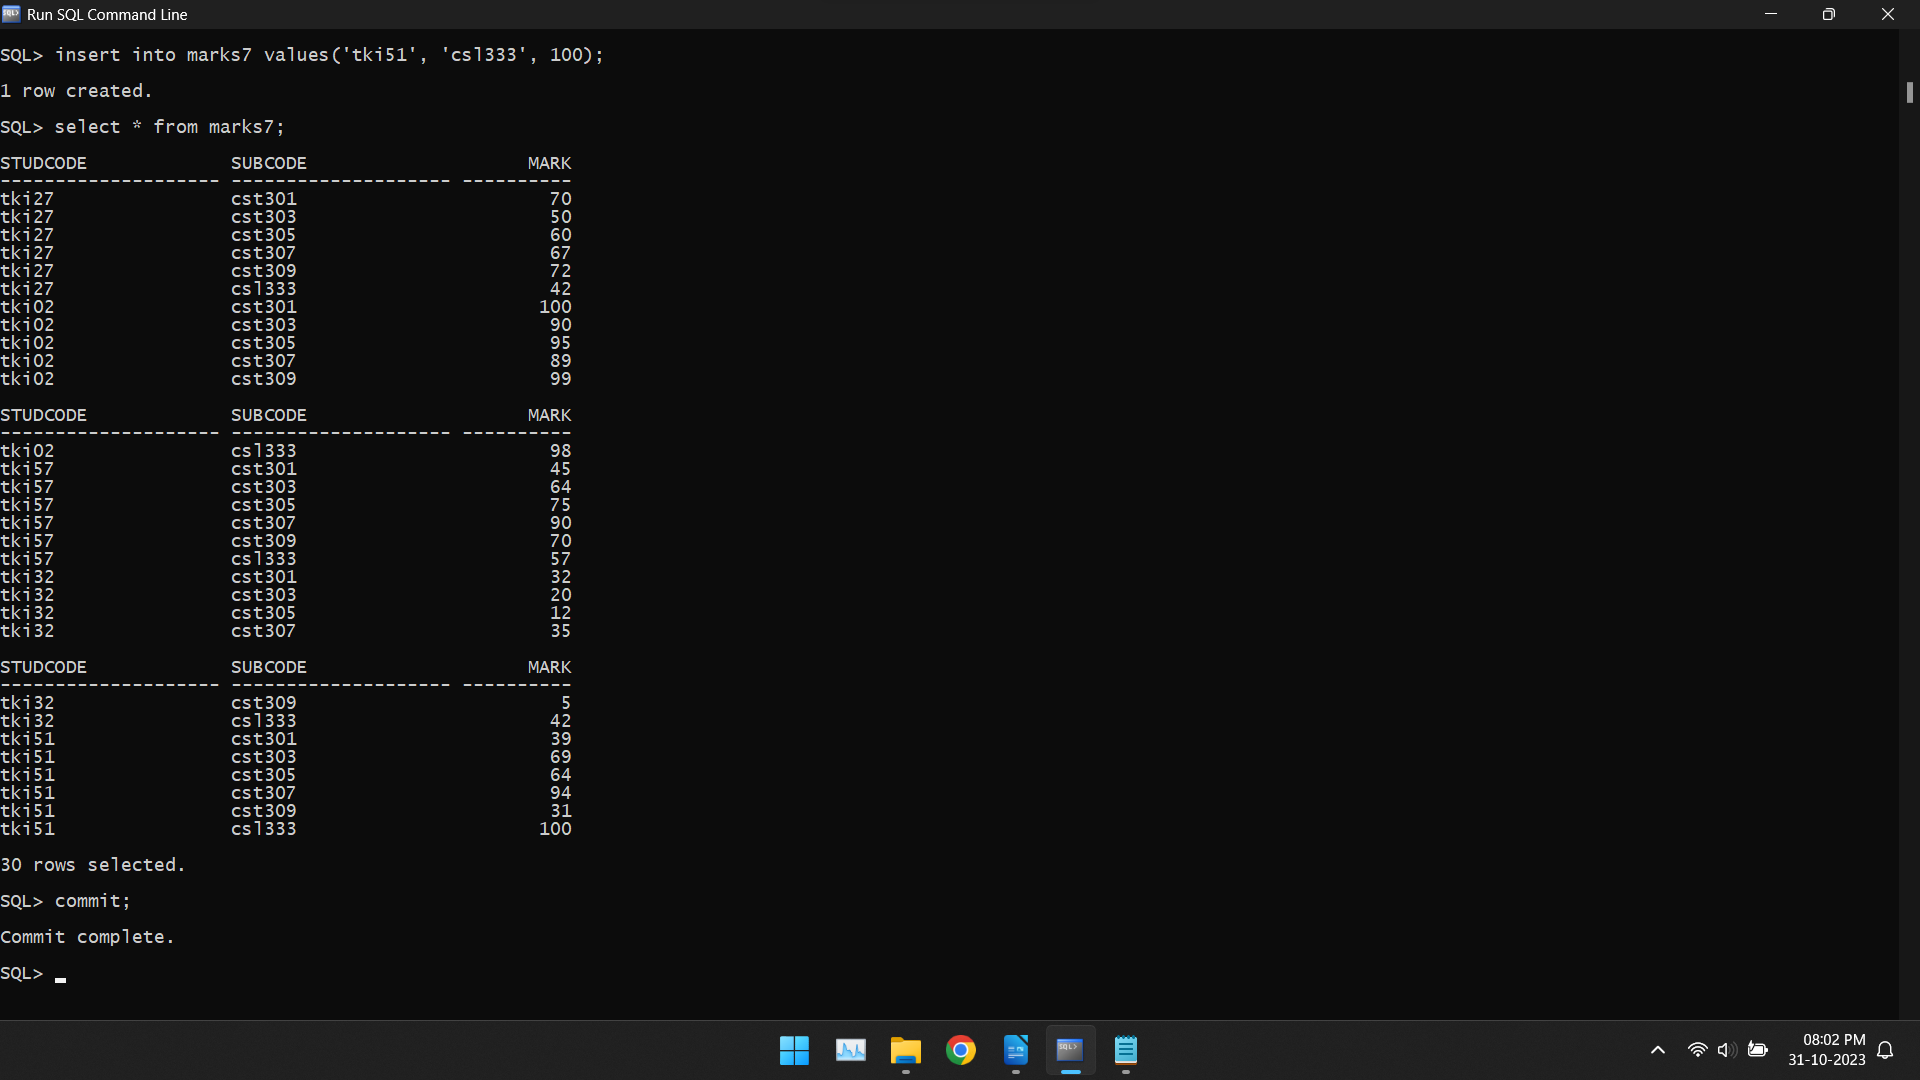 Run SQL Command Line
SQL> insert into marks7 values('tki51', 'csl333', 100);
1 row created.
SQL> select * from marks7;
STUDCODE             SUBCODE                    MARK
-------------------- -------------------- ----------
tki27                cst301                       70
tki27                cst303                       50
tki27                cst305                       60
tki27                cst307                       67
tki27                cst309                       72
tki27                csl333                       42
tki02                cst301                      100
tki02                cst303                       90
tki02                cst305                       95
tki02                cst307                       89
tki02                cst309                       99
STUDCODE             SUBCODE                    MARK
-------------------- -------------------- ----------
tki02                csl333                       98
tki57                cst301                       45
tki57                cst303                       64
tki57                cst305                       75
tki57                cst307                       90
tki57                cst309                       70
tki57                csl333                       57
tki32                cst301                       32
tki32                cst303                       20
tki32                cst305                       12
tki32                cst307                       35
STUDCODE             SUBCODE                    MARK
-------------------- -------------------- ----------
tki32                cst309                        5
tki32                csl333                       42
tki51                cst301                       39
tki51                cst303                       69
tki51                cst305                       64
tki51                cst307                       94
tki51                cst309                       31
tki51                csl333                      100
30 rows selected.
SQL> commit;
Commit complete.
SQL>
SQL>
08:02 PM
31-10-2023